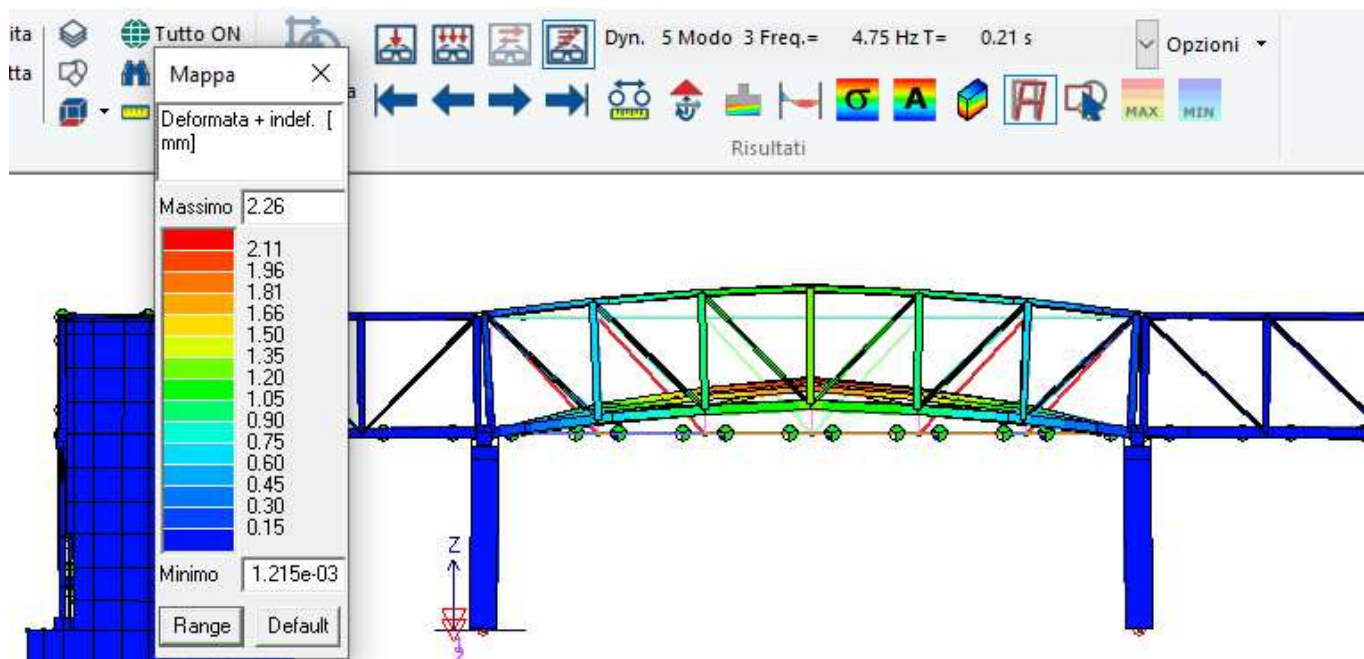 ita
Tutto ON
Dyn. 5 Modo 3 Freq.= 4.75 Hz T= 0.21 s
Opzioni
tta
Mappa
a
Deformata + indef. [
mm]
σ
A
MAX
MIN
Risultati
Massimo 2.26
2.11
1.96
1.81
1.66
1.50
1.35
1.20
1.05
0.90
0.75
0.60
0.45
0.30
0.15
Minimo 1.215e-03
Range Default
Z